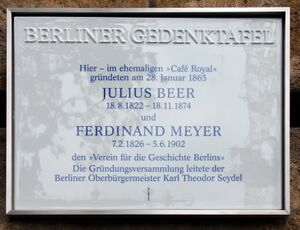 BERLINER GEDENKTAFEL
Hier – im ehemaligen »Café Royal«
gründeten am 28. Januar 1865
JULIUS BEER
18.8.1822 – 18.11.1874
und
FERDINAND MEYER
7.2.1826 – 5.6.1902
den »Verein für die Geschichte Berlins«
Die Gründungsversammlung leitete der
Berliner Oberbürgermeister Karl Theodor Seydel